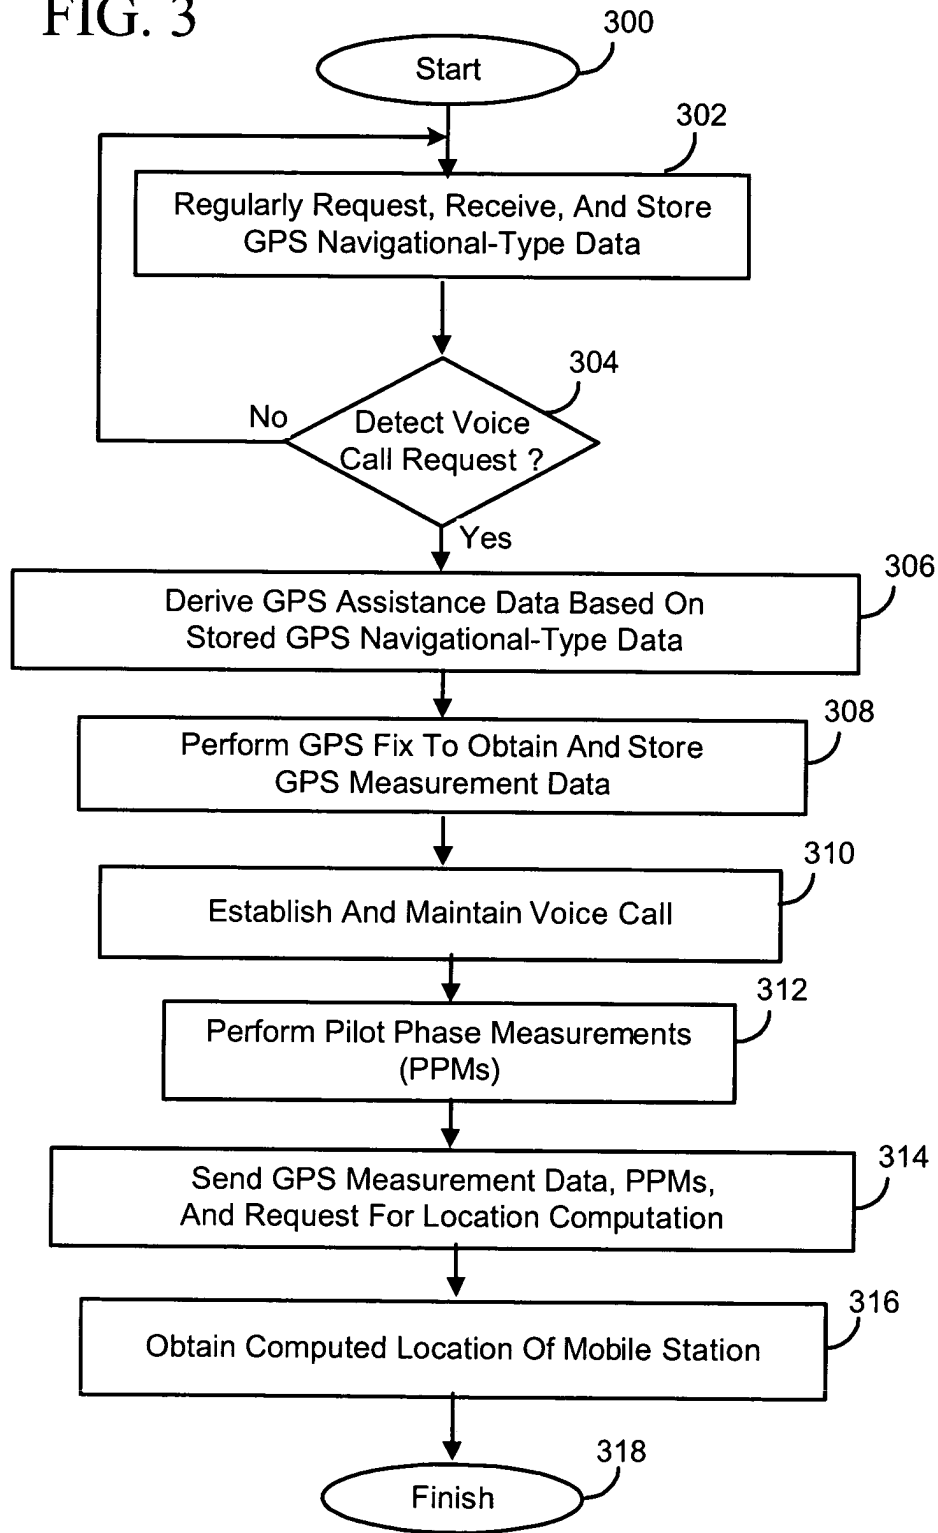 FIG. 3
300
Start
302
Regularly Request, Receive, And Store
GPS Navigational-Type Data
304
No
Detect Voice
Call Request ?
Yes
306
Derive GPS Assistance Data Based On
Stored GPS Navigational-Type Data
308
Perform GPS Fix To Obtain And Store
GPS Measurement Data
310
Establish And Maintain Voice Call
312
Perform Pilot Phase Measurements
(PPMs)
314
Send GPS Measurement Data, PPMs,
And Request For Location Computation
316
Obtain Computed Location Of Mobile Station
318
Finish